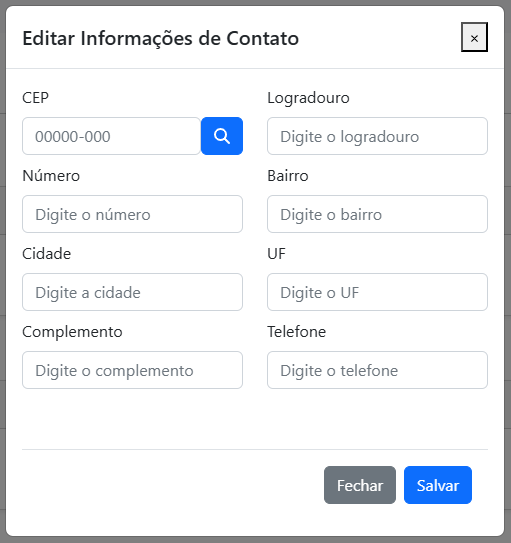 Editar Informações de Contato ×
CEP Logradouro
00000-000 Digite o logradouro
Número Bairro
Digite o número Digite o bairro
Cidade UF
Digite a cidade Digite o UF
Complemento Telefone
Digite o complemento Digite o telefone
Fechar Salvar